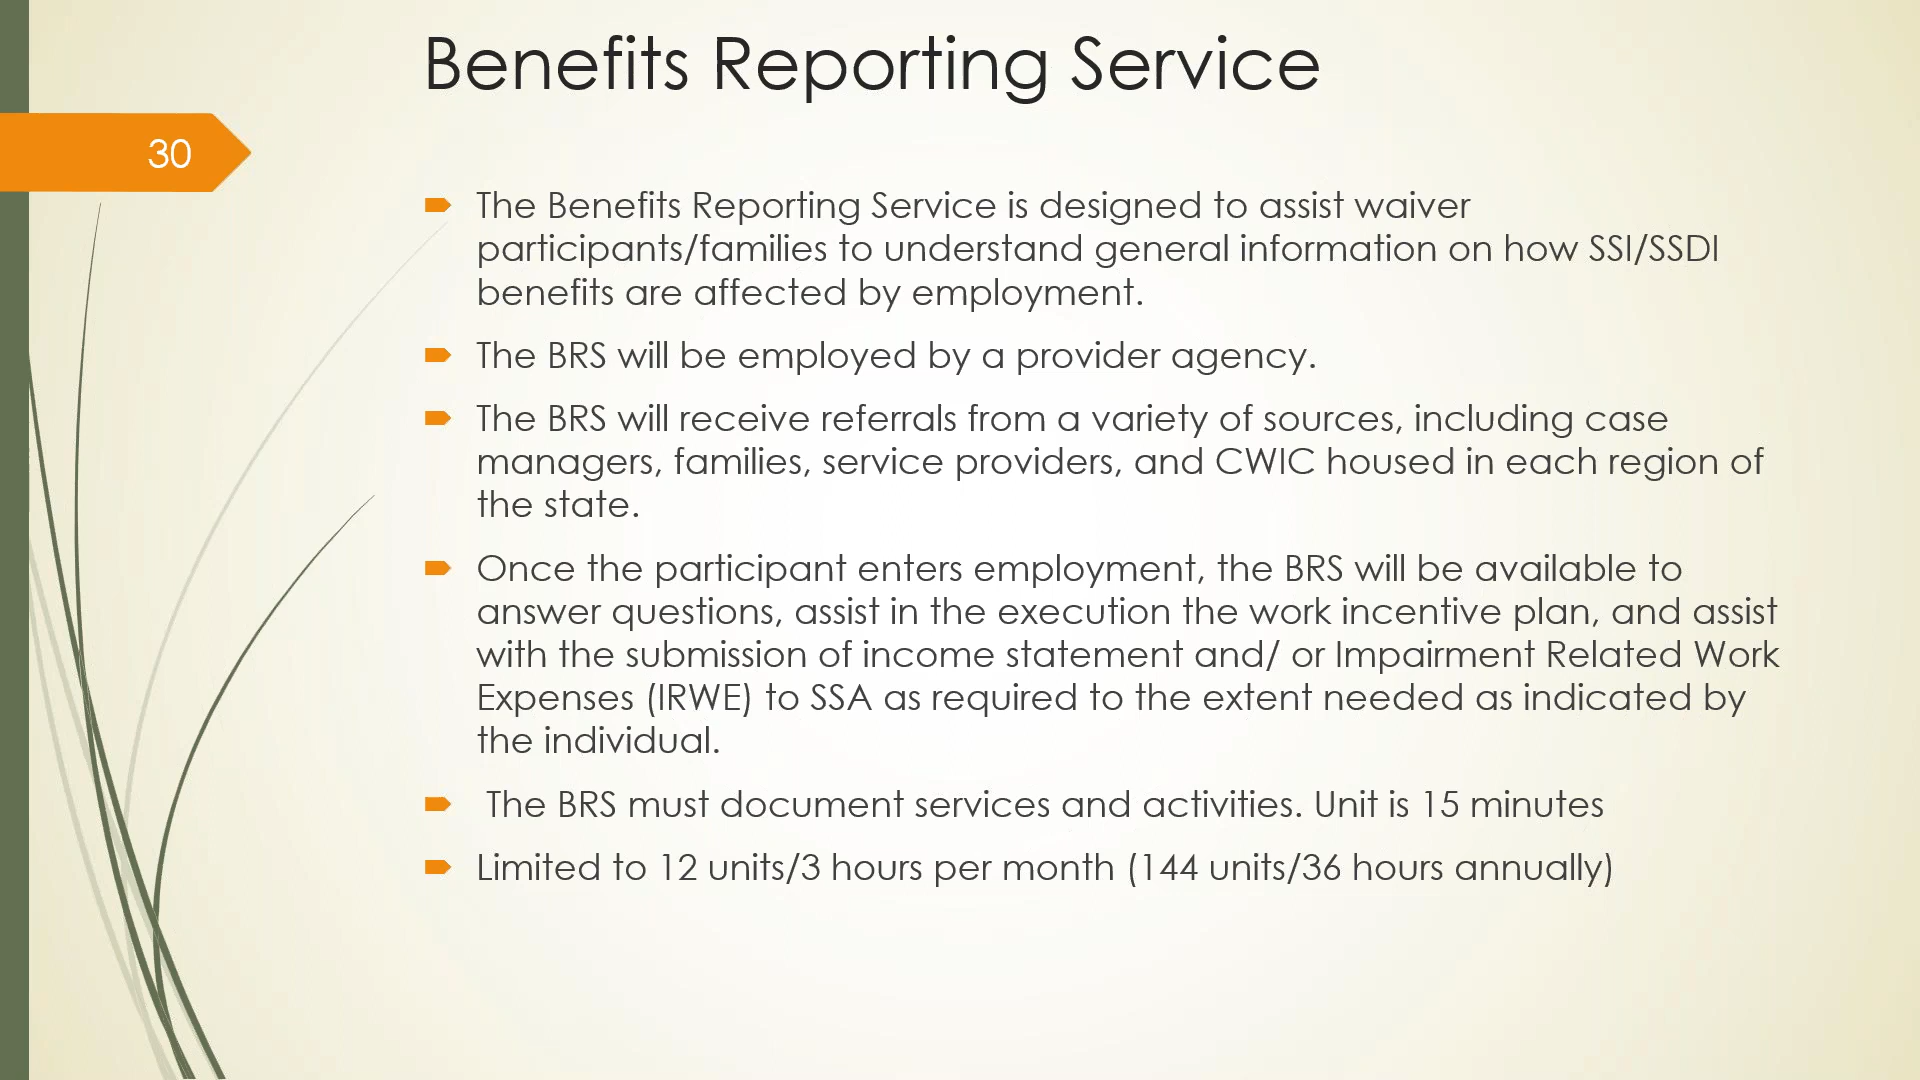 Benefits Reporting Service
30
The Benefits Reporting Service is designed to assist waiver
participants/families to understand general information on how SSI/SSDI
benefits are affected by employment.
The BRS will be employed by a provider agency.
The BRS will receive referrals from a variety of sources, including case
managers, families, service providers, and CWIC housed in each region of
the state.
Once the participant enters employment, the BRS will be available to
answer questions, assist in the execution the work incentive plan, and assist
with the submission of income statement and/ or Impairment Related Work
Expenses (IRWE) to SSA as required to the extent needed as indicated by
the individual.
The BRS must document services and activities. Unit is 15 minutes
Limited to 12 units/3 hours per month (144 units/36 hours annually)